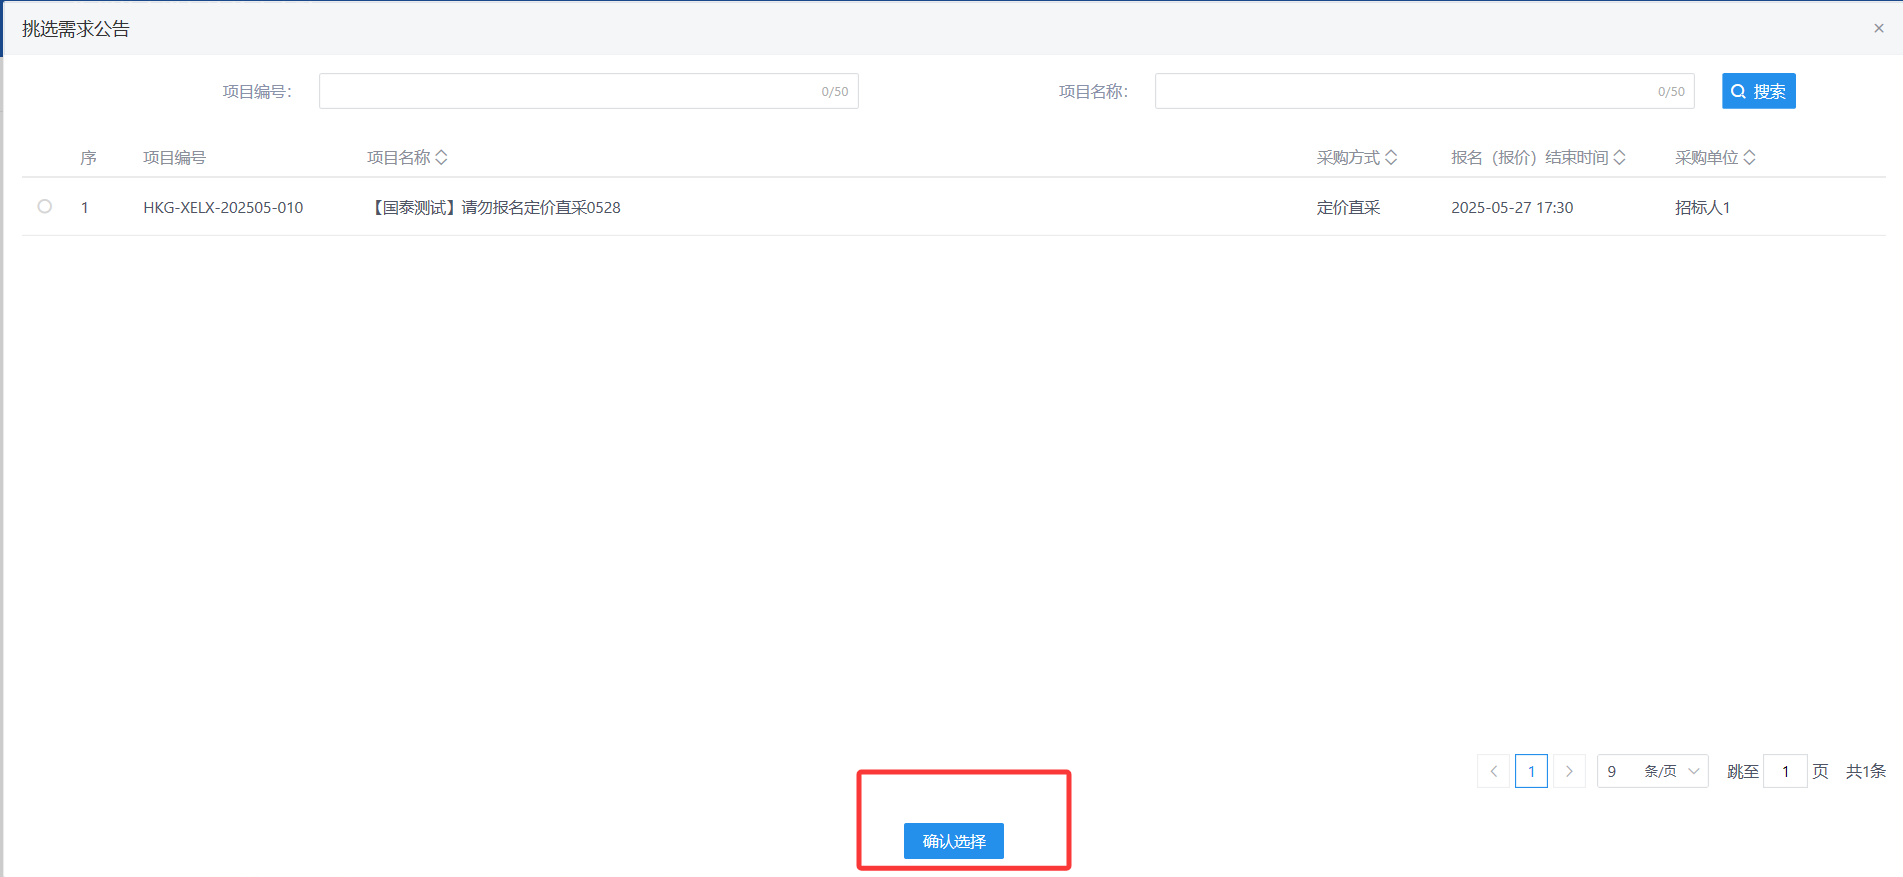 挑选需求公告 ×
项目编号： 0/50 项目名称： 0/50 搜索
序 项目编号 项目名称 采购方式 报名（报价）结束时间 采购单位
1 HKG-XELX-202505-010 【国泰测试】请勿报名定价直采0528 定价直采 2025-05-27 17:30 招标人1
1 9 条/页 跳至 1 页 共1条
确认选择